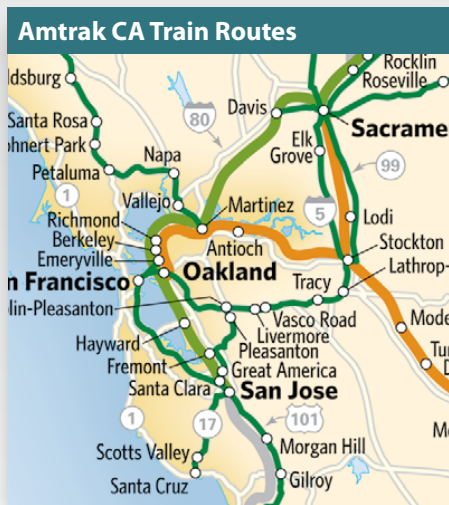 Amtrak CA Train Routes
Rocklin
Roseville
ldsburg
Davis
80
Santa Rosa
Sacrame
ohnert Park
Elk
Grove
99
Napa
Petaluma
1
Vallejo
Martinez
5
Lodi
Richmond
Berkeley
Antioch
Stockton
Emeryville
Oakland
Lathrop-
n Francisco
Tracy
lin-Pleasanton
Vasco Road
Mode
Livermore
Hayward
Pleasanton
Tu
Fremont
Great America
D
Santa Clara
San Jose
1
17
101
M
Morgan Hill
Scotts Valley
Gilroy
Santa Cruz